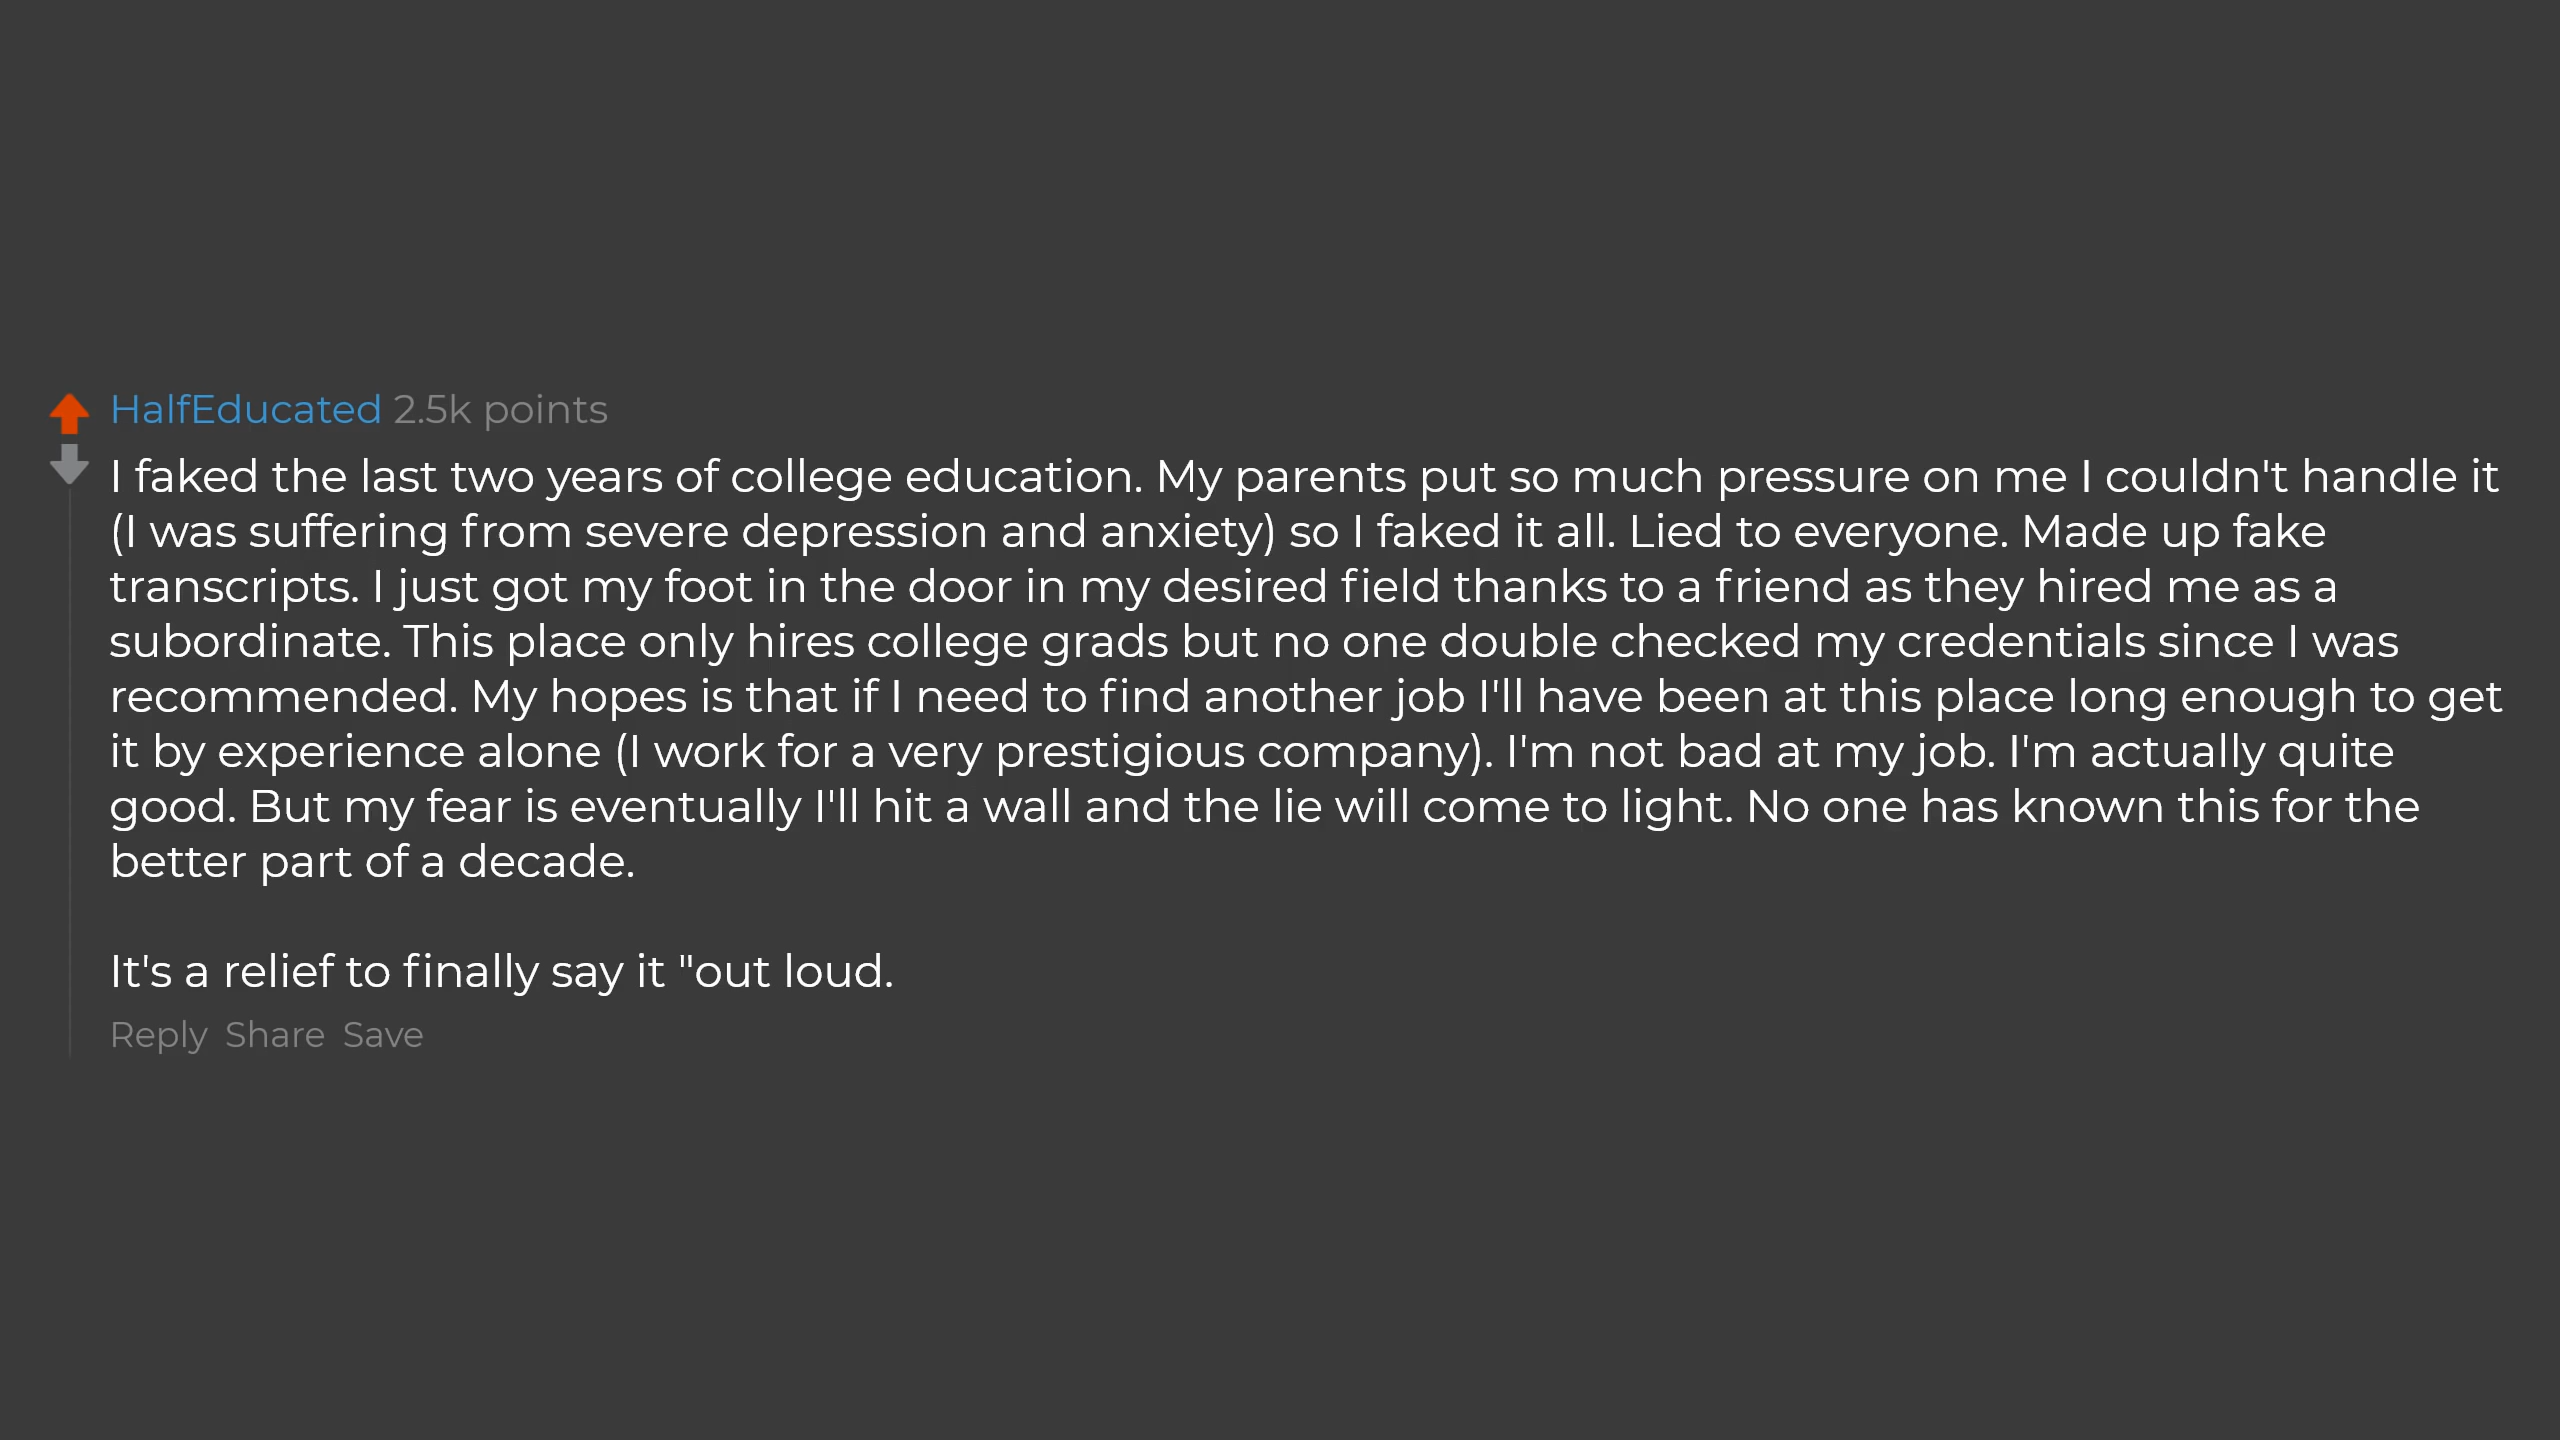 HalfEducated 2.5k points
I faked the last two years of college education. My parents put so much pressure on me I couldn't handle it
(I was suffering from severe depression and anxiety) so I faked it all. Lied to everyone. Made up fake
transcripts. I just got my foot in the door in my desired field thanks to a friend as they hired me as a
subordinate. This place only hires college grads but no one double checked my credentials since I was
recommended. My hopes is that if I need to find another job I'll have been at this place long enough to get
it by experience alone (I work for a very prestigious company). I'm not bad at my job. I'm actually quite
good. But my fear is eventually I'll hit a wall and the lie will come to light. No one has known this for the
better part of a decade.
It's a relief to finally say it "out loud.
Reply Share Save